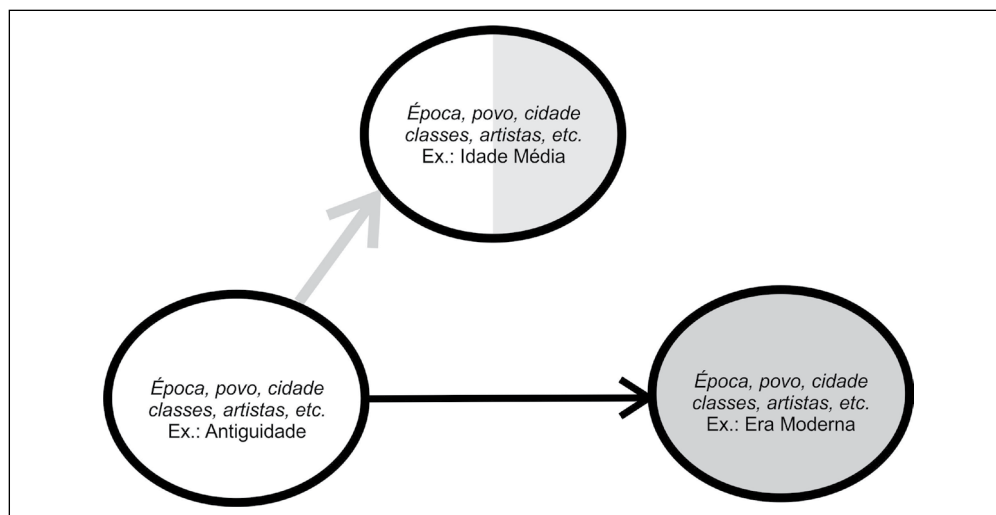 Época, povo, cidade
classes, artistas, etc.
Ex.: Idade Média
Época, povo, cidade
classes, artistas, etc.
Ex.: Antiguidade
Época, povo, cidade
classes, artistas, etc.
Ex.: Era Moderna